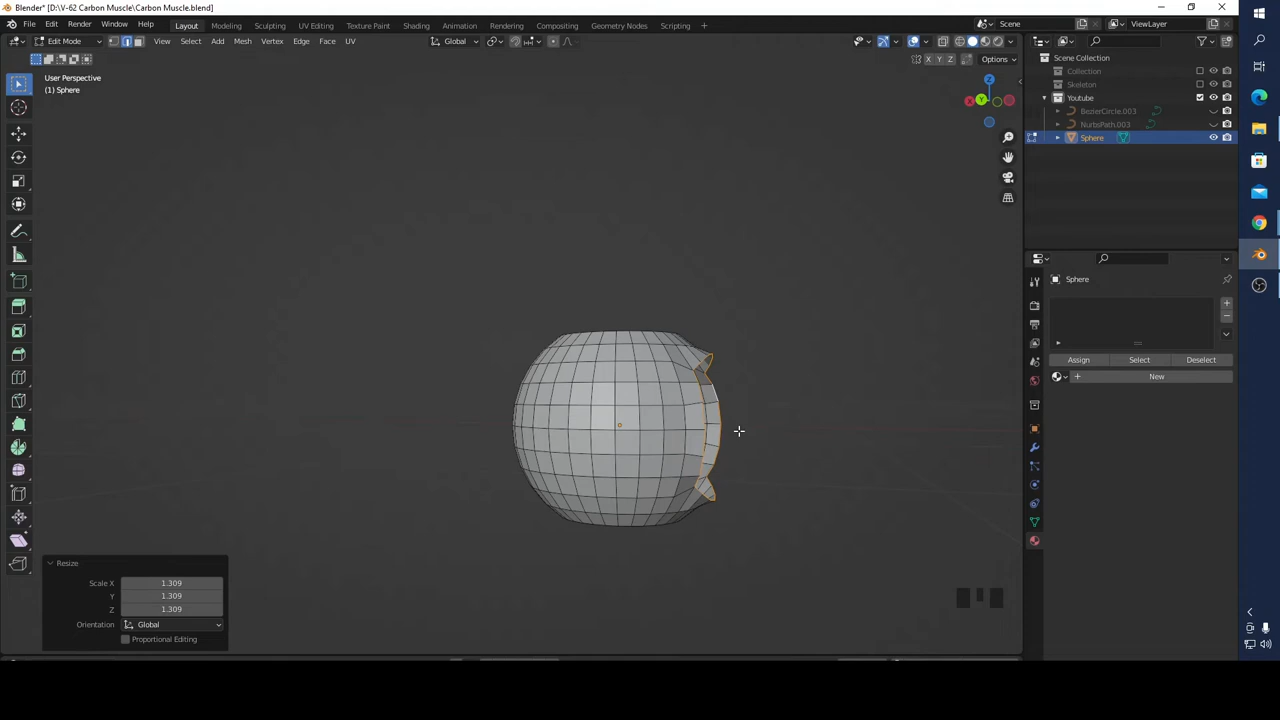 Blender* [D:\V-62 Carbon Muscle\Carbon Muscle.blend]
File Edit Render Window Help Layout Modeling Sculpting UV Editing Texture Paint Shading Animation Rendering Compositing Geometry Nodes Scripting Scene ViewLayer
Edit Mode View Select Add Mesh Vertex Edge Face UV Global
X Y Z Options
Scene Collection
Collection
Skeleton
Youtube
BezierCircle.003
NurbsPath.003
Sphere
User Perspective
(1) Sphere
Z
X
Y
Sphere
Assign Select Deselect
New
Resize
Scale X 1.309
Y 1.309
Z 1.309
Orientation Global
Proportional Editing